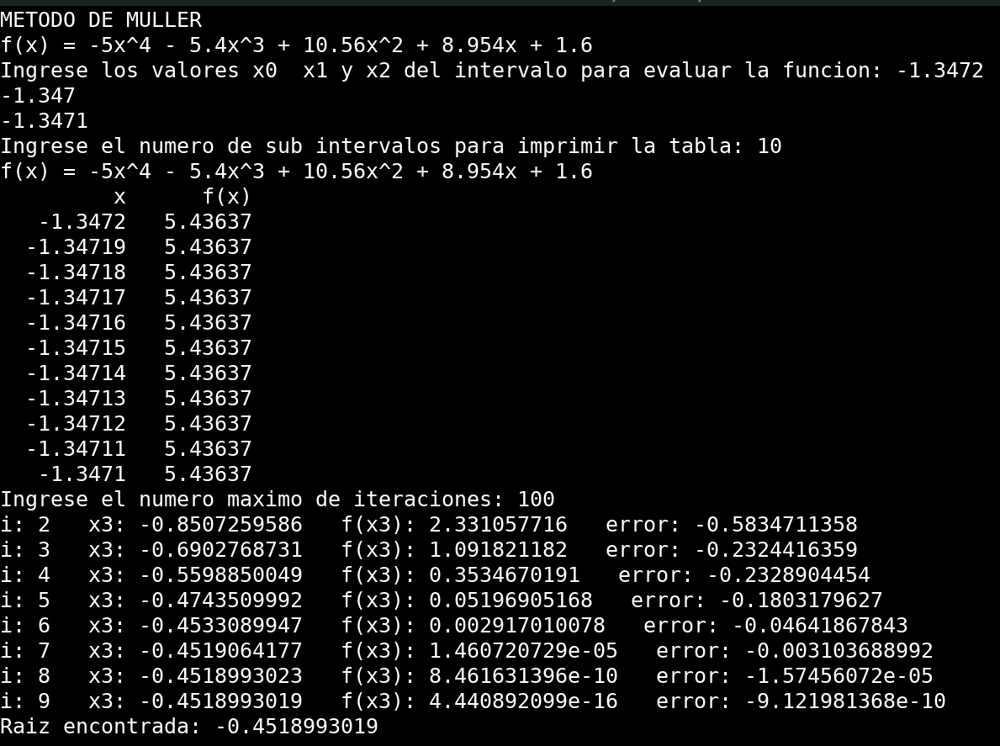 METODO DE MULLER
f(x) = -5x^4 - 5.4x^3 + 10.56x^2 + 8.954x + 1.6
Ingrese los valores x0  x1 y x2 del intervalo para evaluar la funcion: -1.3472
-1.347
-1.3471
Ingrese el numero de sub intervalos para imprimir la tabla: 10
f(x) = -5x^4 - 5.4x^3 + 10.56x^2 + 8.954x + 1.6
         x      f(x)
   -1.3472   5.43637
  -1.34719   5.43637
  -1.34718   5.43637
  -1.34717   5.43637
  -1.34716   5.43637
  -1.34715   5.43637
  -1.34714   5.43637
  -1.34713   5.43637
  -1.34712   5.43637
  -1.34711   5.43637
   -1.3471   5.43637
Ingrese el numero maximo de iteraciones: 100
i: 2   x3: -0.8507259586   f(x3): 2.331057716   error: -0.5834711358
i: 3   x3: -0.6902768731   f(x3): 1.091821182   error: -0.2324416359
i: 4   x3: -0.5598850049   f(x3): 0.3534670191   error: -0.2328904454
i: 5   x3: -0.4743509992   f(x3): 0.05196905168   error: -0.1803179627
i: 6   x3: -0.4533089947   f(x3): 0.002917010078   error: -0.04641867843
i: 7   x3: -0.4519064177   f(x3): 1.460720729e-05   error: -0.003103688992
i: 8   x3: -0.4518993023   f(x3): 8.461631396e-10   error: -1.57456072e-05
i: 9   x3: -0.4518993019   f(x3): 4.440892099e-16   error: -9.121981368e-10
Raiz encontrada: -0.4518993019